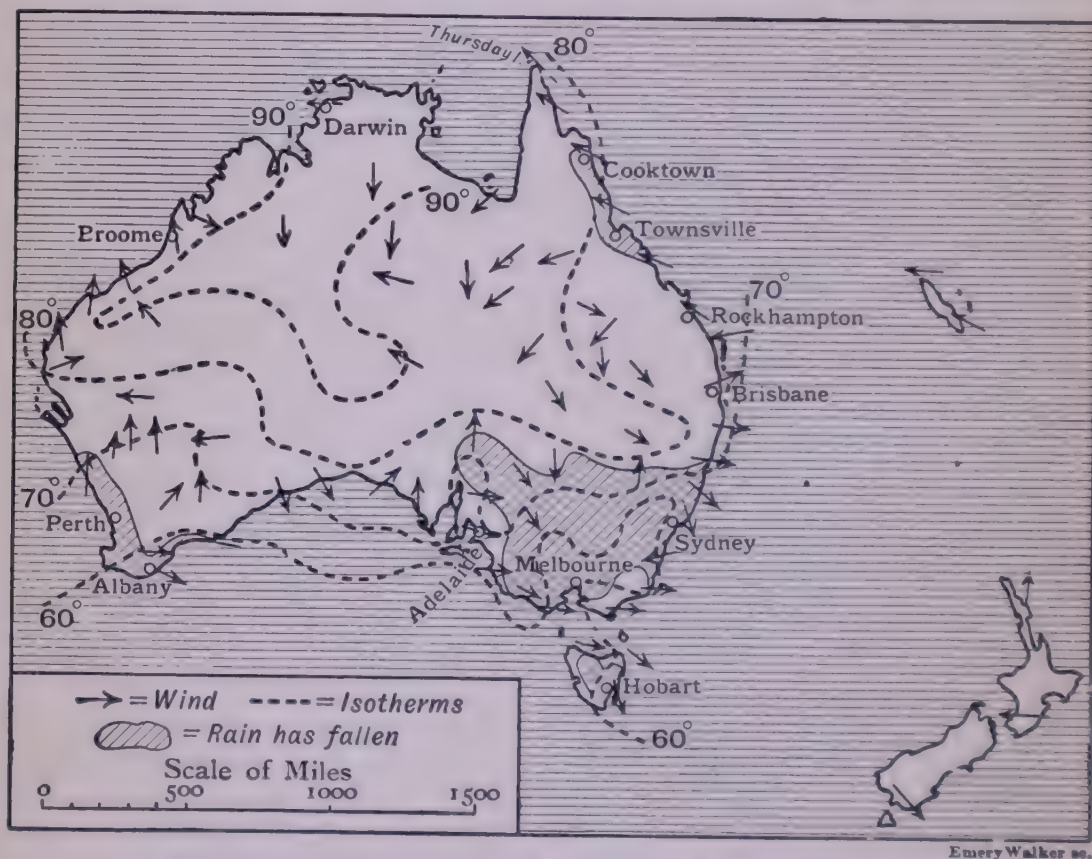 Thursday I.
80°
90°
Darwin
Cooktown
90°
Broome
Townsville
70°
80°
Rockhampton
Brisbane
70°
Perth
Sydney
Melbourne
Albany
Adelaide
60°
Hobart
60°
= Wind = Isotherms
= Rain has fallen
Scale of Miles
0 500 1000 1500
Emery Walker sc.